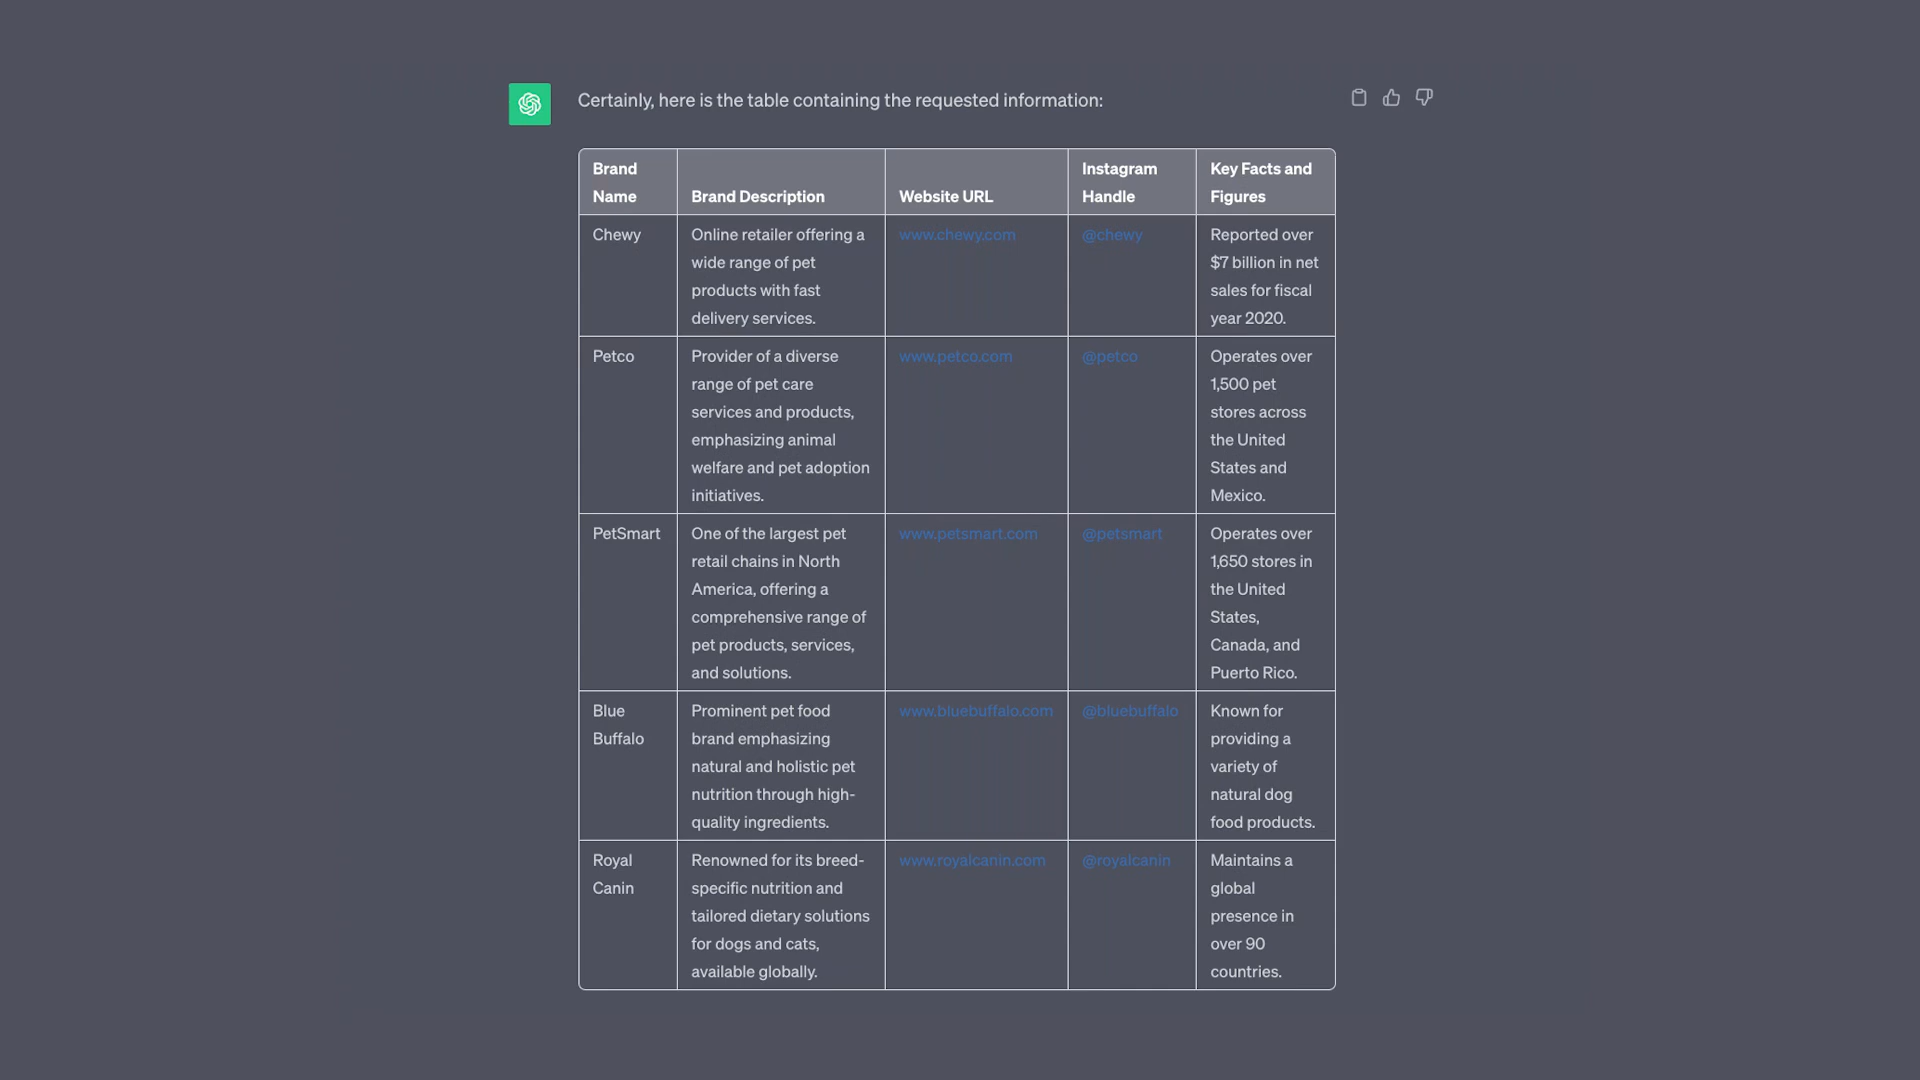 Certainly, here is the table containing the requested information:
Brand
Name
Brand Description
Website URL
Instagram
Handle
Key Facts and
Figures
Chewy
Online retailer offering a
wide range of pet
products with fast
delivery services.
www.chewy.com
@chewy
Reported over
$7 billion in net
sales for fiscal
year 2020.
Petco
Provider of a diverse
range of pet care
services and products,
emphasizing animal
welfare and pet adoption
initiatives.
www.petco.com
@petco
Operates over
1,500 pet
stores across
the United
States and
Mexico.
PetSmart
One of the largest pet
retail chains in North
America, offering a
comprehensive range of
pet products, services,
and solutions.
www.petsmart.com
@petsmart
Operates over
1,650 stores in
the United
States,
Canada, and
Puerto Rico.
Blue
Buffalo
Prominent pet food
brand emphasizing
natural and holistic pet
nutrition through high-
quality ingredients.
www.bluebuffalo.com
@bluebuffalo
Known for
providing a
variety of
natural dog
food products.
Royal
Canin
Renowned for its breed-
specific nutrition and
tailored dietary solutions
for dogs and cats,
available globally.
www.royalcanin.com
@royalcanin
Maintains a
global
presence in
over 90
countries.